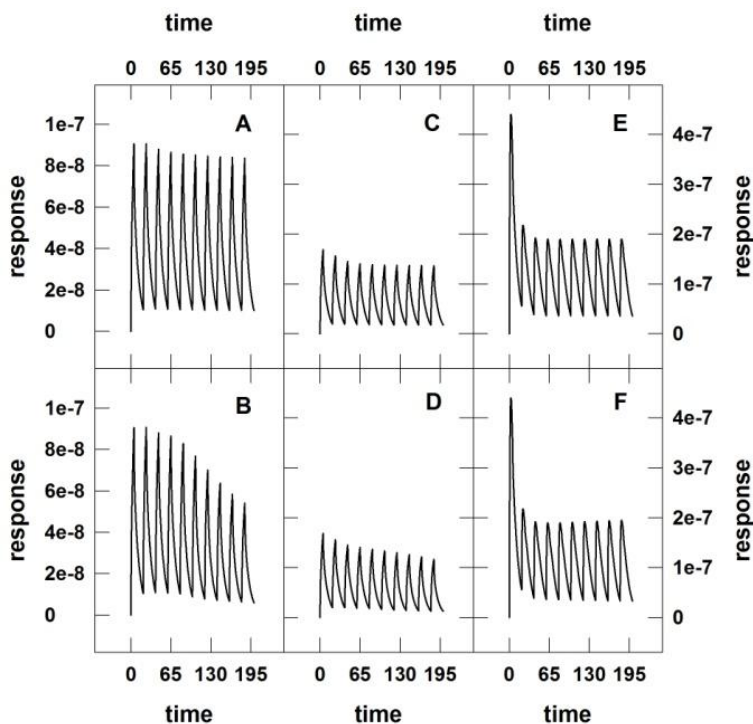 time time time
0 65 130 195 0 65 130 195 0 65 130 195
A C E
1e-7 4e-7
8e-8 3e-7
6e-8 2e-7
4e-8 1e-7
2e-8 0
0
response response
B D F
1e-7 4e-7
8e-8 3e-7
6e-8 2e-7
4e-8 1e-7
2e-8 0
0
response response
0 65 130 195 0 65 130 195 0 65 130 195
time time time